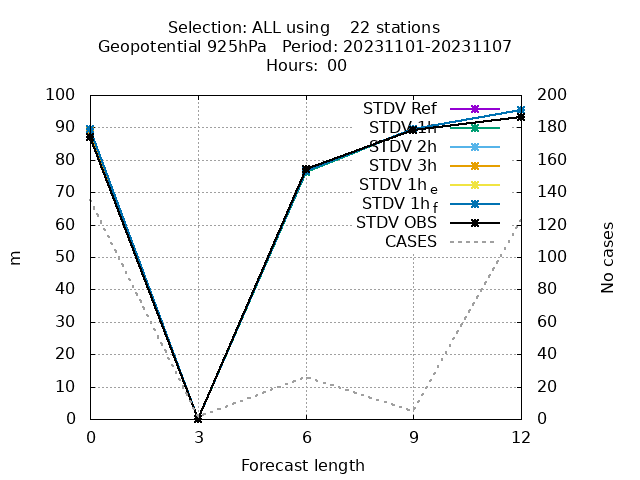 Selection: ALL using 22 stations
Geopotential 925hPa Period: 20231101-20231107
Hours: 00
100
90
80
70
60
50
40
30
20
10
0
200
180
160
140
120
100
80
60
40
20
0
STDV Ref
STDV 1h
STDV 2h
STDV 3h
STDV 1h e
STDV 1h f
STDV OBS
CASES
m
No cases
0 3 6 9 12
Forecast length